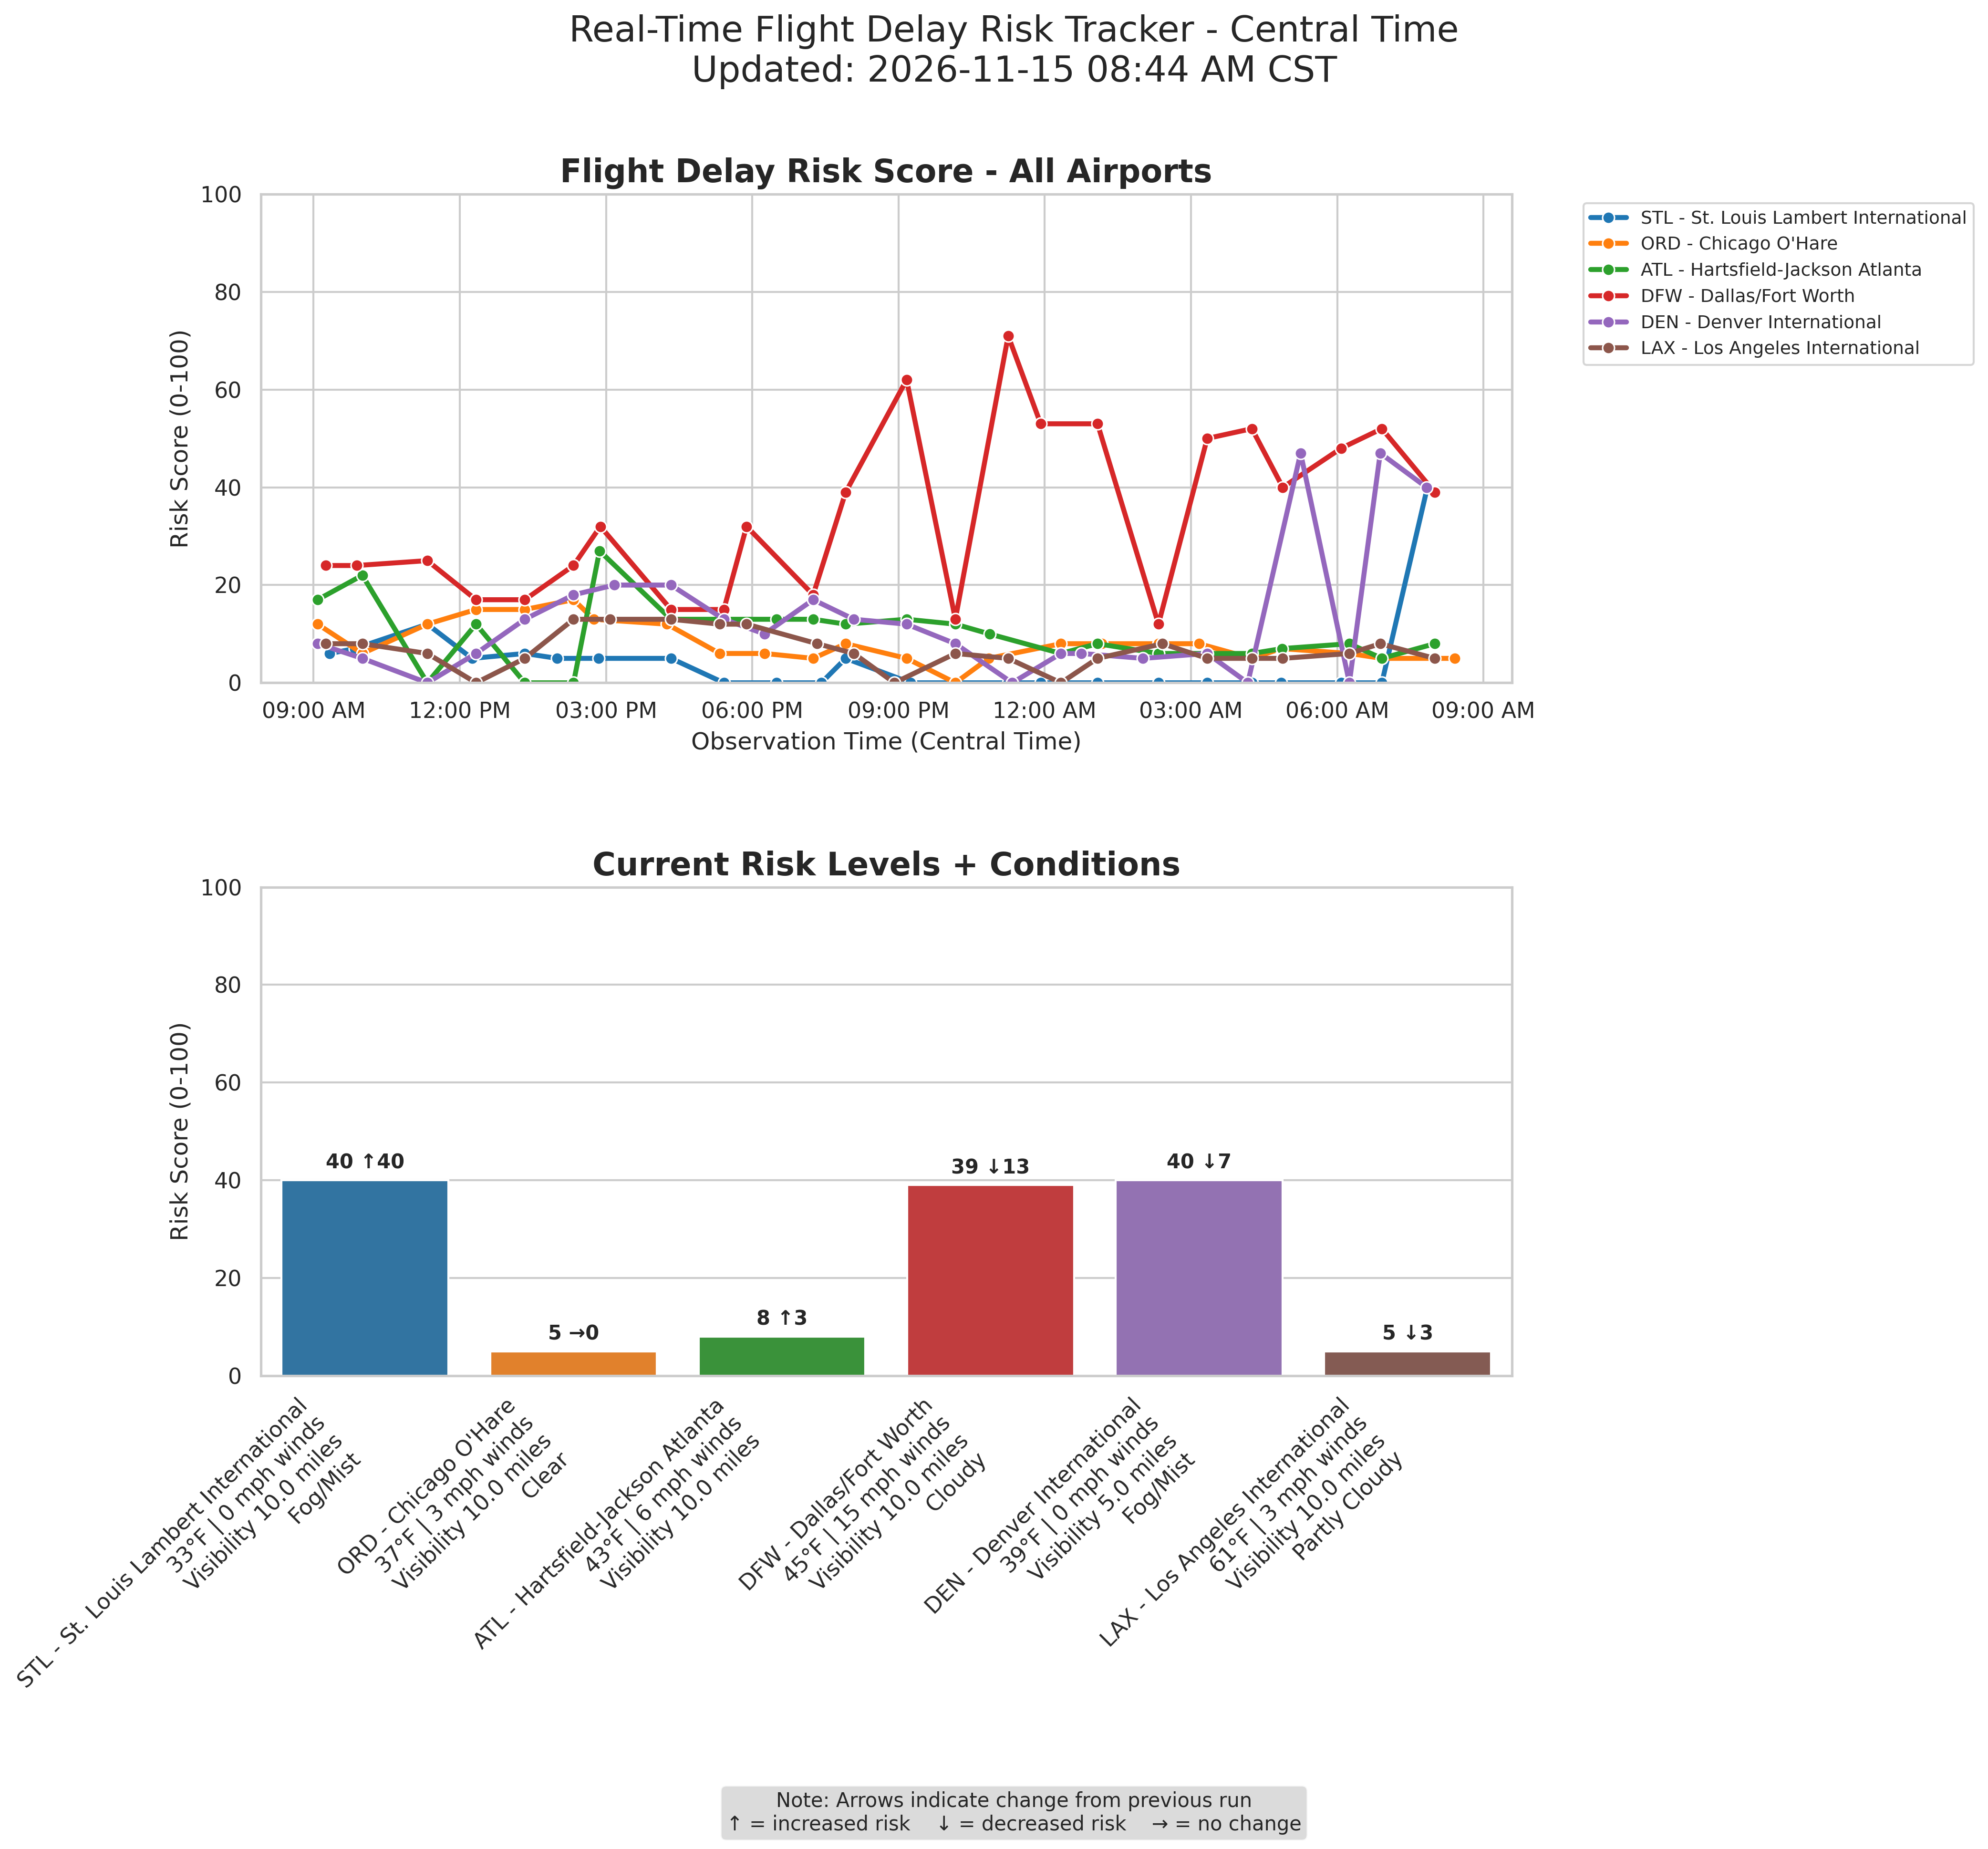 Real-Time Flight Delay Risk Tracker - Central Time
Updated: 2026-11-15 08:44 AM CST
Flight Delay Risk Score - All Airports
Risk Score (0-100)
100
80
60
40
20
0
09:00 AM
12:00 PM
03:00 PM
06:00 PM
09:00 PM
12:00 AM
03:00 AM
06:00 AM
09:00 AM
Observation Time (Central Time)
STL - St. Louis Lambert International
ORD - Chicago O'Hare
ATL - Hartsfield-Jackson Atlanta
DFW - Dallas/Fort Worth
DEN - Denver International
LAX - Los Angeles International
Current Risk Levels + Conditions
Risk Score (0-100)
100
80
60
40
20
0
40 ↑40
5 →0
8 ↑3
39 ↓13
40 ↓7
5 ↓3
STL - St. Louis Lambert International
33°F | 0 mph winds
Visibility 10.0 miles
Fog/Mist
ORD - Chicago O'Hare
37°F | 3 mph winds
Visibility 10.0 miles
Clear
ATL - Hartsfield-Jackson Atlanta
43°F | 6 mph winds
Visibility 10.0 miles
DFW - Dallas/Fort Worth
45°F | 15 mph winds
Visibility 10.0 miles
Cloudy
DEN - Denver International
39°F | 0 mph winds
Visibility 5.0 miles
Fog/Mist
LAX - Los Angeles International
61°F | 3 mph winds
Visibility 10.0 miles
Partly Cloudy
Note: Arrows indicate change from previous run
↑ = increased risk    ↓ = decreased risk    → = no change